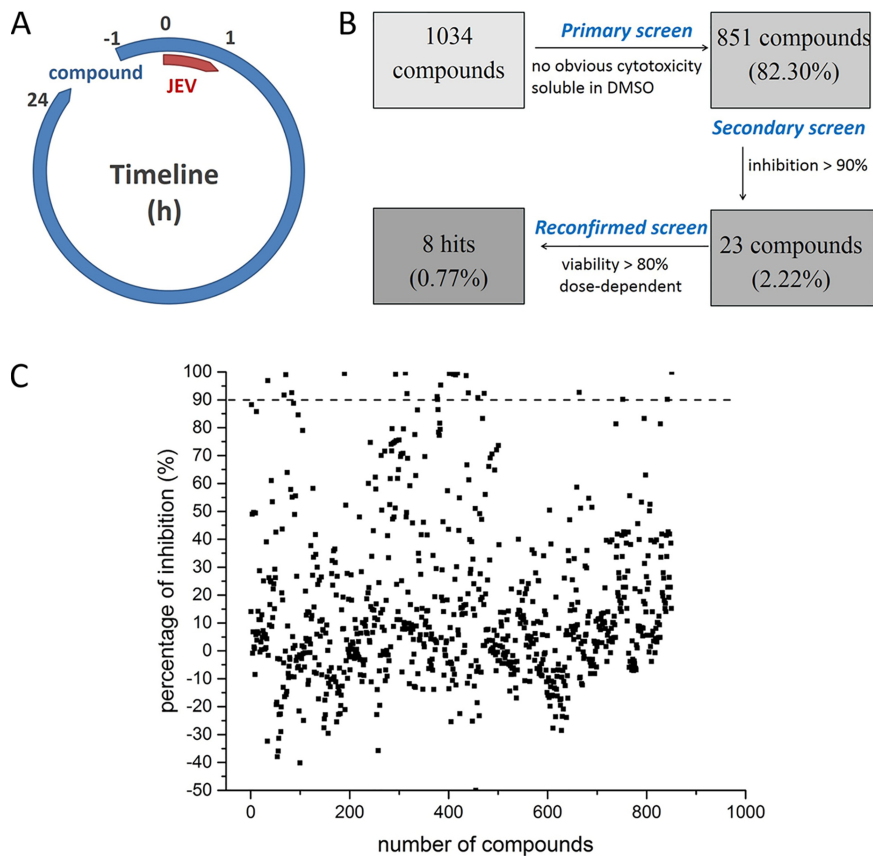 A
-1
0
1
compound
JEV
24
Timeline
(h)
B
1034
compounds
Primary screen
no obvious cytotoxicity
soluble in DMSO
851 compounds
(82.30%)
Secondary screen
inhibition > 90%
23 compounds
(2.22%)
Reconfirmed screen
viability > 80%
dose-dependent
8 hits
(0.77%)
C
percentage of inhibition (%)
100
90
80
70
60
50
40
30
20
10
0
-10
-20
-30
-40
-50
0
200
400
600
800
1000
number of compounds